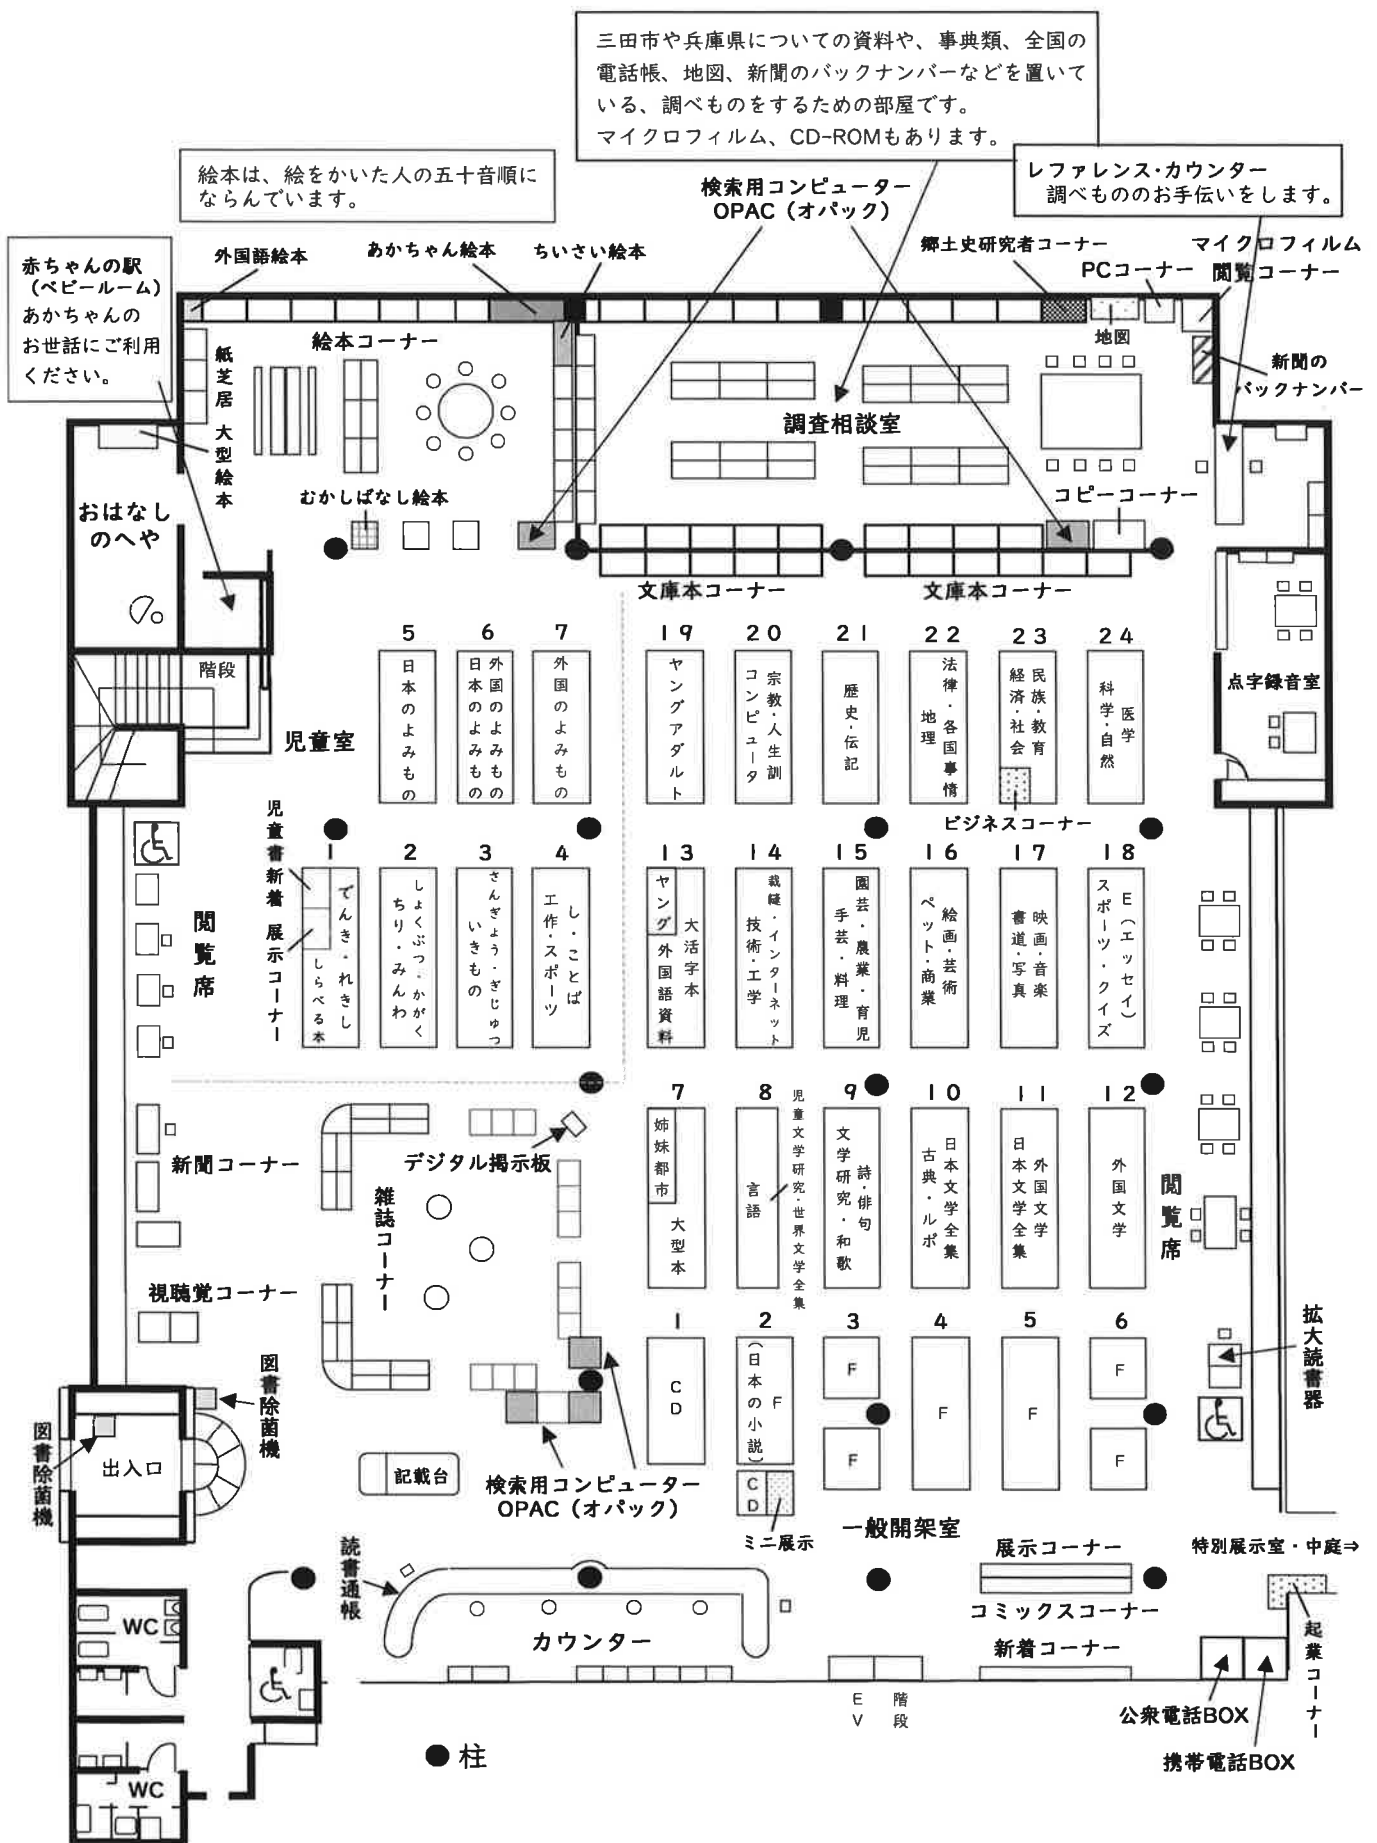 三田市や兵庫県についての資料や、事典類、全国の
電話帳、地図、新聞のバックナンバーなどを置いて
いる、調べものをするための部屋です。
マイクロフィルム、CD-ROMもあります。
絵本は、絵をかいた人の五十音順に
ならんでいます。
レファレンス・カウンター
調べもののお手伝いをします。
検索用コンピューター
OPAC（オパック）
赤ちゃんの駅
（ベビールーム）
あかちゃんの
お世話にご利用
ください。
外国語絵本
あかちゃん絵本
ちいさい絵本
郷土史研究者コーナー
PCコーナー
マイクロフィルム
閲覧コーナー
地図
新聞の
バックナンバー
絵本コーナー
紙芝居
大型絵本
調査相談室
むかしばなし絵本
コピーコーナー
おはなし
のへや
文庫本コーナー
文庫本コーナー
階段
児童室
点字録音室
5
日本のよみもの
6
外国のよみもの
日本のよみもの
7
外国のよみもの
19
ヤングアダルト
20
宗教・人生訓
コンピュータ
21
歴史・伝記
22
法律・各国事情
地理
23
民族・教育
経済・社会
24
医学
科学・自然
ビジネスコーナー
児童書新着
展示コーナー
1
でんき・れきし
しらべる本
2
しょくぶつ・かがく
ちり・みんわ
3
さんぎょう・ぎじゅつ
いきもの
4
し・ことば
工作・スポーツ
13
ヤング
大活字本
外国語資料
14
裁縫・インターネット
技術・工学
15
園芸・農業・育児
手芸・料理
16
絵画・芸術
ペット・商業
17
映画・音楽
書道・写真
18
E（エッセイ）
スポーツ・クイズ
閲覧席
新聞コーナー
デジタル掲示板
雑誌コーナー
視聴覚コーナー
7
姉妹都市
大型本
8
言語
児童文学研究・世界文学全集
9
詩・俳句
文学研究・和歌
10
日本文学全集
古典・ルポ
11
外国文学
日本文学全集
12
外国文学
閲覧席
1
CD
2
F
（日本の小説）
3
F
F
4
F
5
F
6
F
F
CD
ミニ展示
拡大読書器
図書除菌機
図書除菌機
出入口
記載台
検索用コンピューター
OPAC（オパック）
一般開架室
読書通帳
カウンター
展示コーナー
コミックスコーナー
新着コーナー
特別展示室・中庭⇒
起業コーナー
公衆電話BOX
携帯電話BOX
EV
階段
WC
WC
●柱